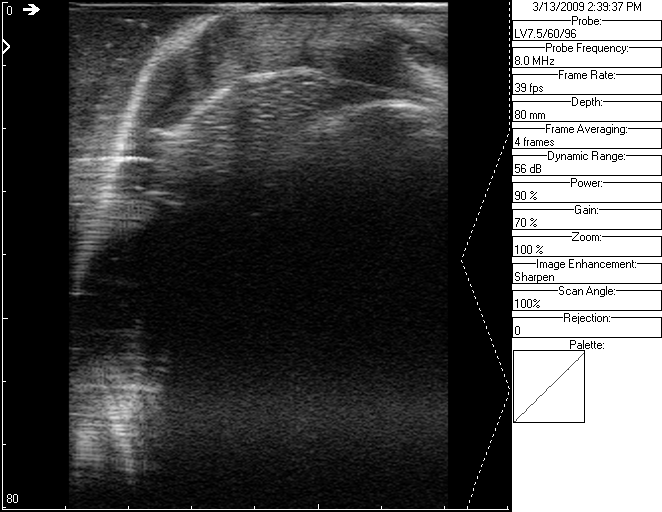 0
80
3/13/2009 2:39:37 PM
Probe:
LV7.5/60/96
Probe Frequency:
8.0 MHz
Frame Rate:
39 fps
Depth:
80 mm
Frame Averaging:
4 frames
Dynamic Range:
56 dB
Power:
90 %
Gain:
70 %
Zoom:
100 %
Image Enhancement:
Sharpen
Scan Angle:
100%
Rejection:
0
Palette: